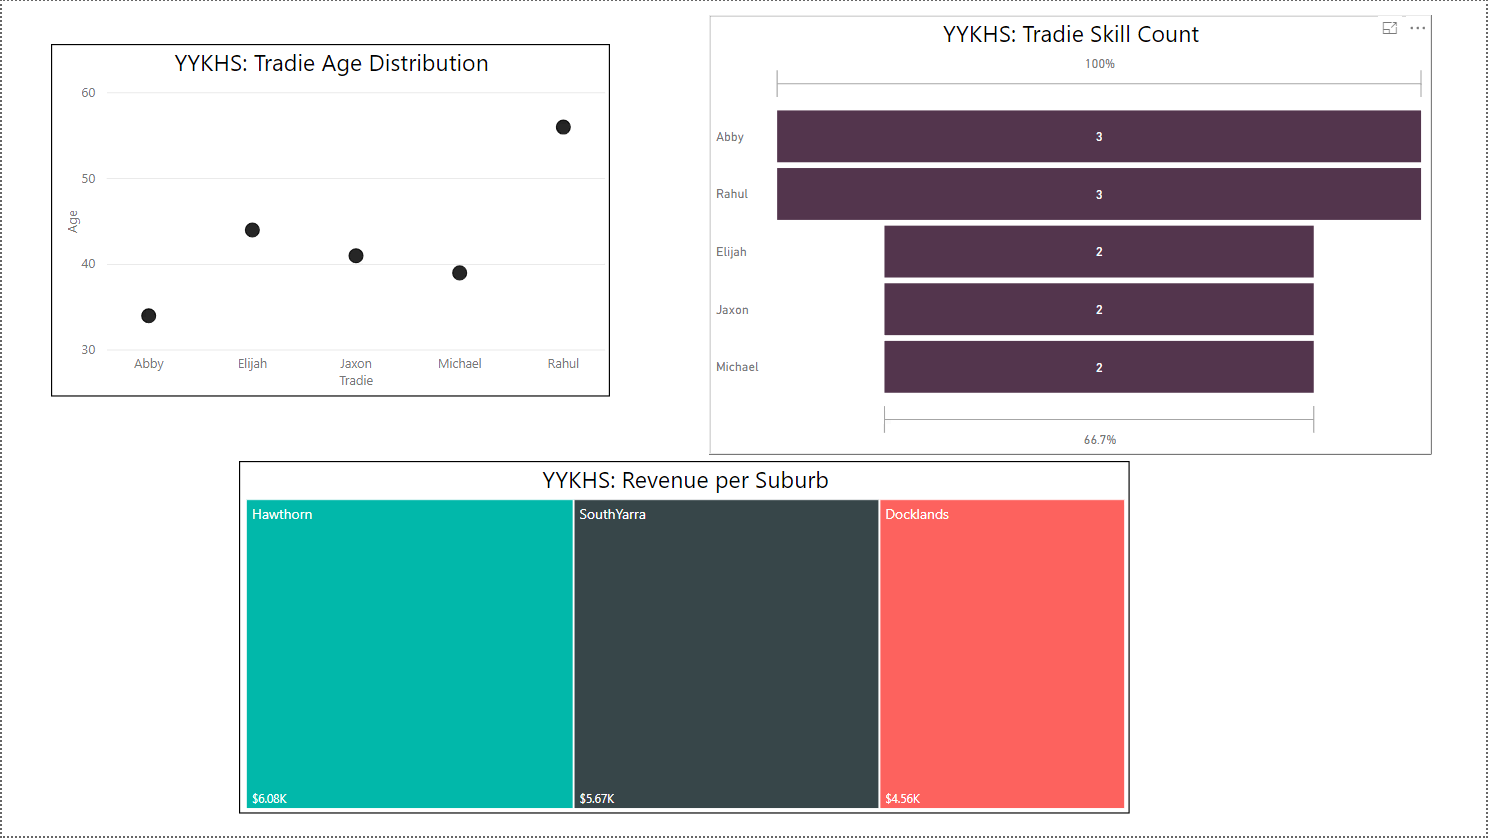 YYKHS: Tradie Age Distribution
60
50
40
30
Age
Abby Elijah Jaxon Michael Rahul
Tradie
YYKHS: Tradie Skill Count
100%
Abby 3
Rahul 3
Elijah 2
Jaxon 2
Michael 2
66.7%
YYKHS: Revenue per Suburb
Hawthorn SouthYarra Docklands
$6.08K $5.67K $4.56K